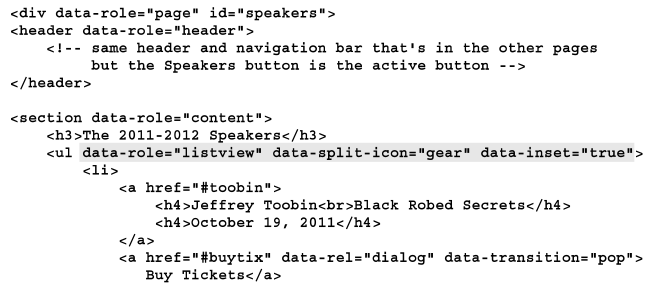 <div data-role="page" id="speakers">
<header data-role="header">
    <!-- same header and navigation bar that's in the other pages
         but the Speakers button is the active button -->
</header>

<section data-role="content">
    <h3>The 2011-2012 Speakers</h3>
    <ul data-role="listview" data-split-icon="gear" data-inset="true">
        <li>
            <a href="#toobin">
                <h4>Jeffrey Toobin<br>Black Robed Secrets</h4>
                <h4>October 19, 2011</h4>
            </a>
            <a href="#buytix" data-rel="dialog" data-transition="pop">
               Buy Tickets</a>